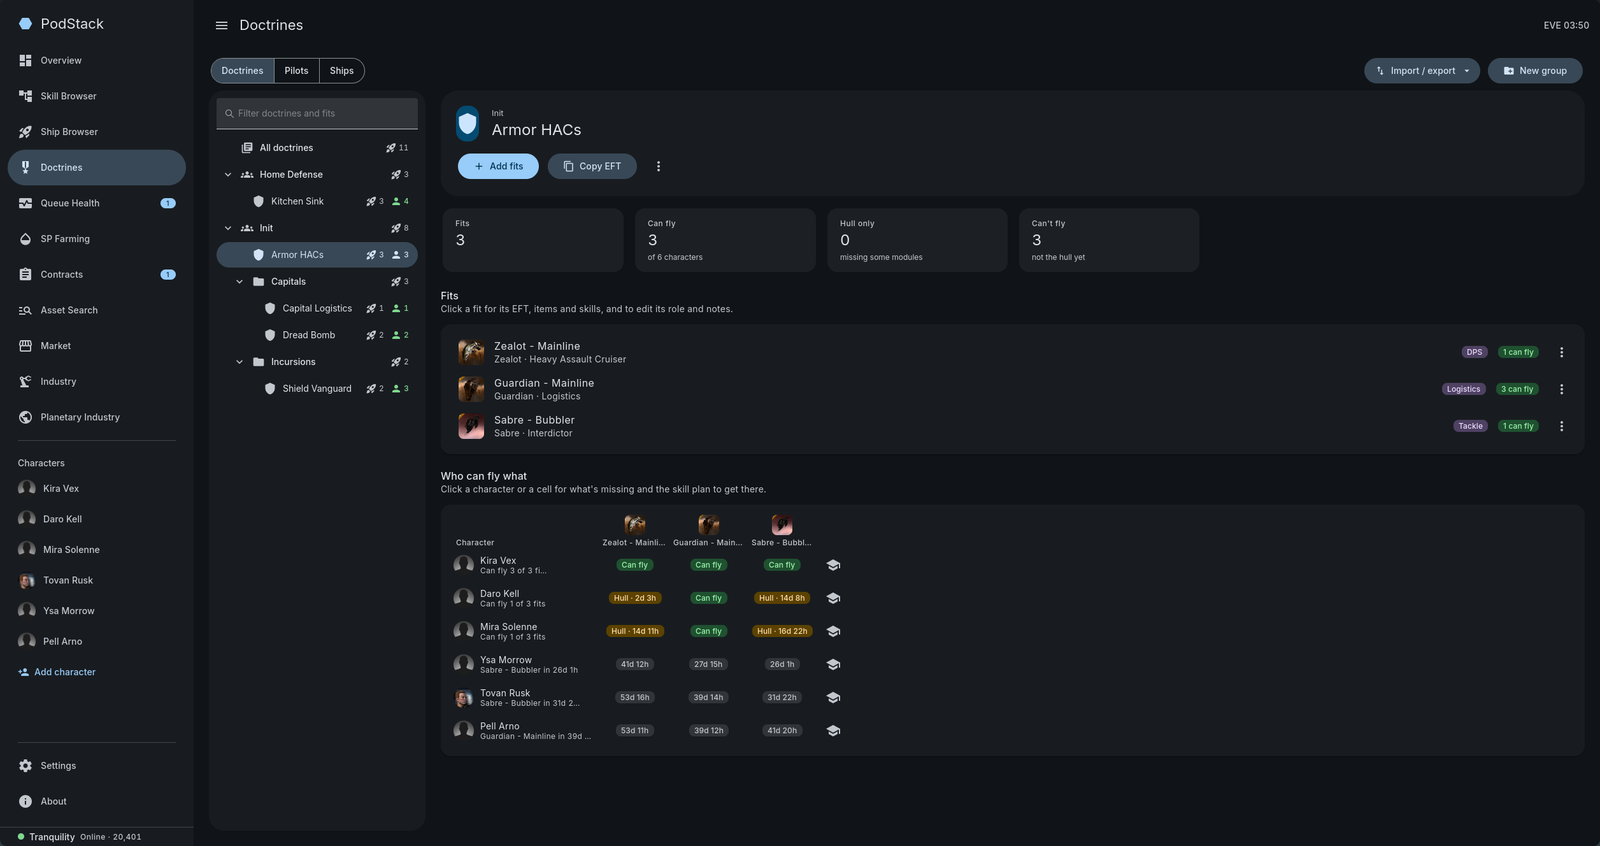 PodStack
Doctrines
EVE 03:50
Overview
Skill Browser
Ship Browser
Doctrines
Queue Health 1
SP Farming
Contracts 1
Asset Search
Market
Industry
Planetary Industry
Characters
Kira Vex
Daro Kell
Mira Solenne
Tovan Rusk
Ysa Morrow
Pell Arno
Add character
Settings
About
Tranquility Online · 20,401
Doctrines Pilots Ships
Import / export
New group
Filter doctrines and fits
All doctrines 11
Home Defense 3
Kitchen Sink 3 4
Init 8
Armor HACs 3 3
Capitals 3
Capital Logistics 1 1
Dread Bomb 2 2
Incursions 2
Shield Vanguard 2 3
Init
Armor HACs
Add fits
Copy EFT
Fits
3
Can fly
3
of 6 characters
Hull only
0
missing some modules
Can't fly
3
not the hull yet
Fits
Click a fit for its EFT, items and skills, and to edit its role and notes.
Zealot - Mainline
Zealot · Heavy Assault Cruiser
DPS 1 can fly
Guardian - Mainline
Guardian · Logistics
Logistics 3 can fly
Sabre - Bubbler
Sabre · Interdictor
Tackle 1 can fly
Who can fly what
Click a character or a cell for what's missing and the skill plan to get there.
Character Zealot - Mainli... Guardian - Main... Sabre - Bubbl...
Kira Vex
Can fly 3 of 3 fi...
Can fly Can fly Can fly
Daro Kell
Can fly 1 of 3 fits
Hull · 2d 3h Can fly Hull · 14d 8h
Mira Solenne
Can fly 1 of 3 fits
Hull · 14d 11h Can fly Hull · 16d 22h
Ysa Morrow
Sabre - Bubbler in 26d 1h
41d 12h 27d 15h 26d 1h
Tovan Rusk
Sabre - Bubbler in 31d 2...
53d 16h 39d 14h 31d 22h
Pell Arno
Guardian - Mainline in 39d ...
53d 11h 39d 12h 41d 20h